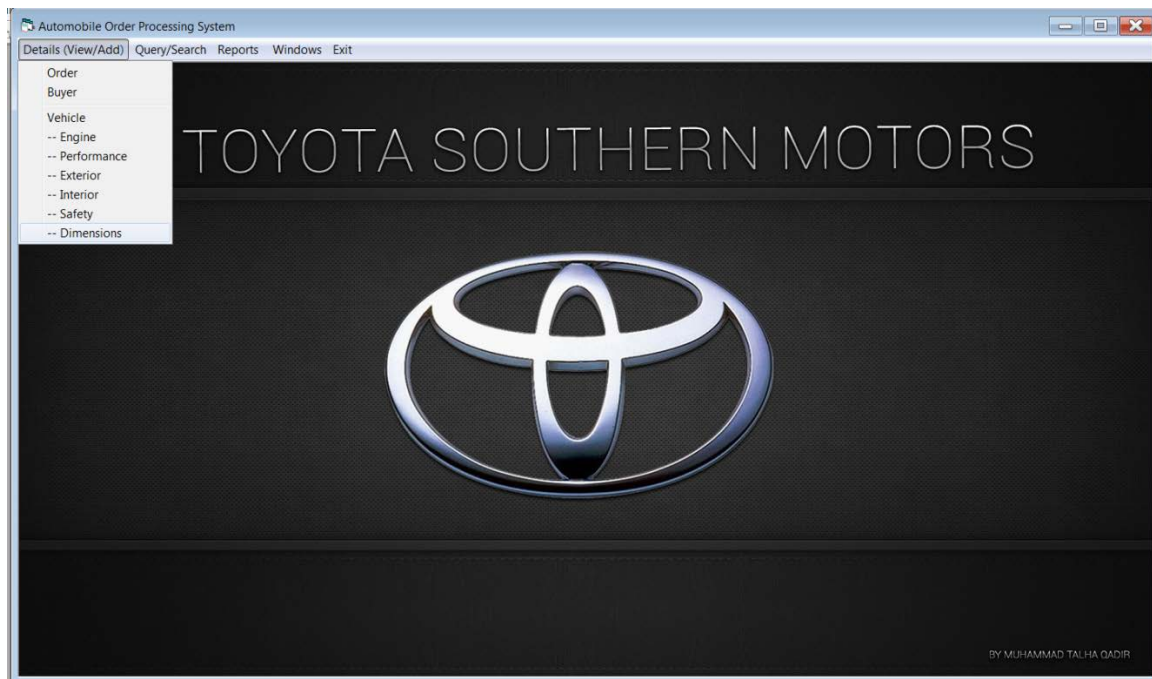 Automobile Order Processing System
Details (View/Add) Query/Search Reports Windows Exit
Order
Buyer
Vehicle
-- Engine
-- Performance
-- Exterior
-- Interior
-- Safety
-- Dimensions
TOYOTA SOUTHERN MOTORS
BY MUHAMMAD TALHA QADIR